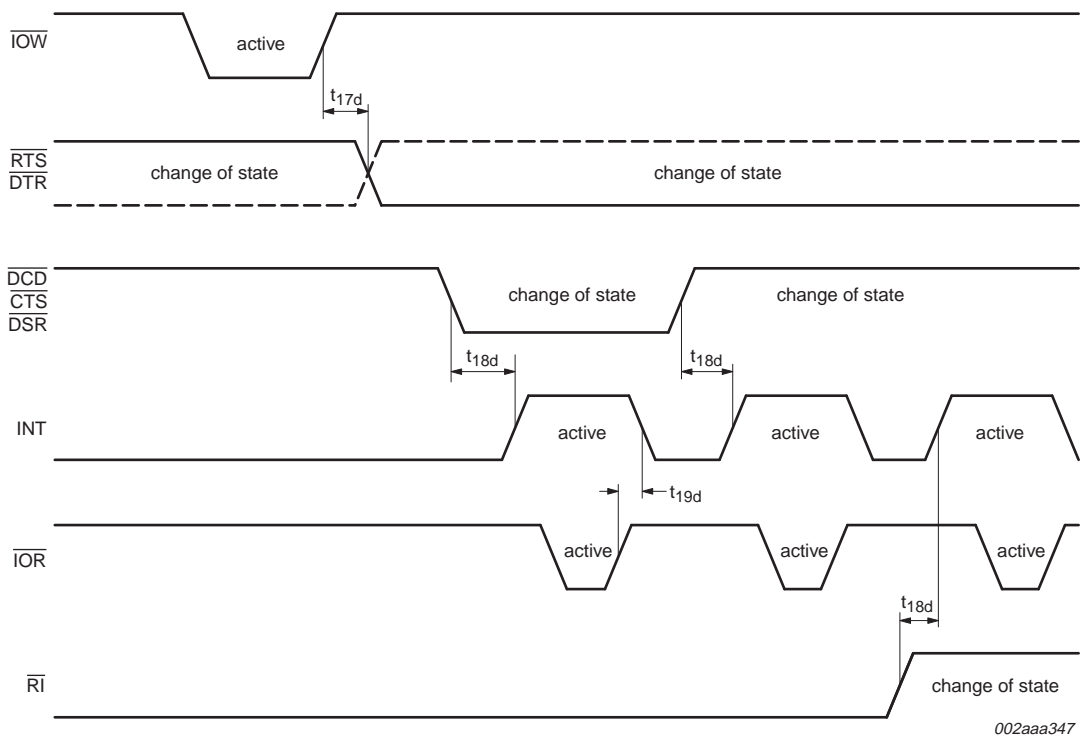 IOW
active
t17d
RTS
DTR
change of state
change of state
DCD
CTS
DSR
change of state
change of state
t18d
t18d
INT
active
active
active
t19d
IOR
active
active
active
t18d
RI
change of state
002aaa347